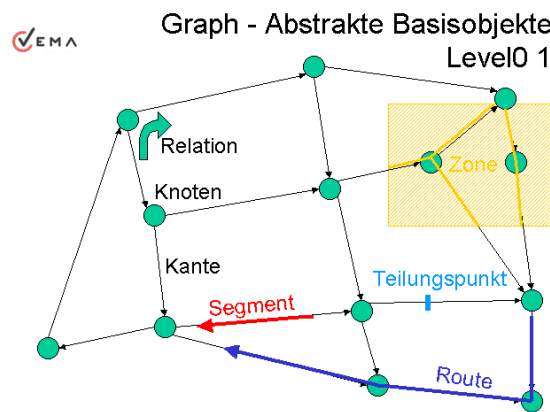 VEMA
Graph - Abstrakte Basisobjekte
Level0 1
Relation
Zone
Knoten
Kante
Teilungspunkt
Segment
Route